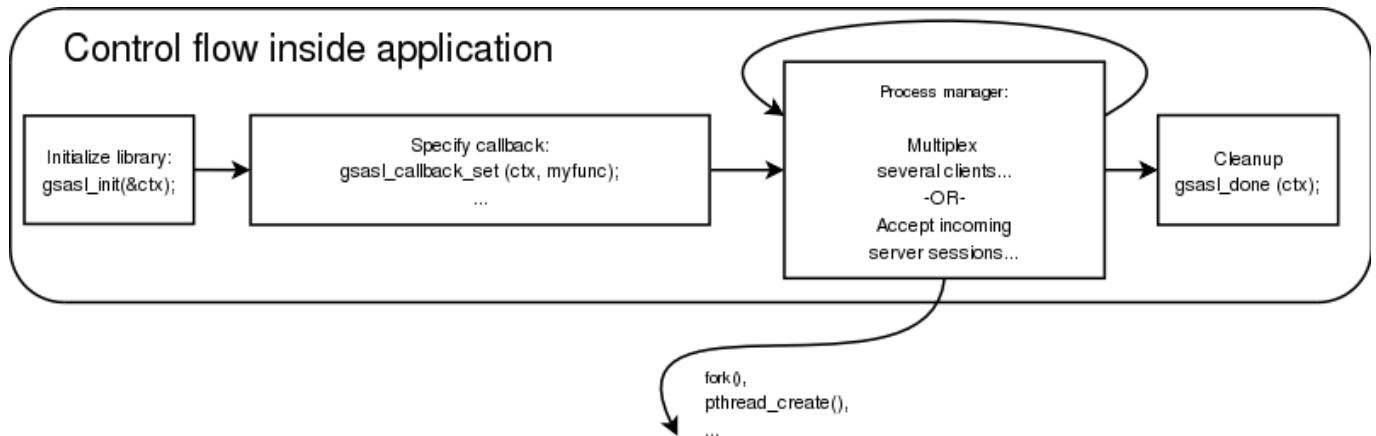 Control flow inside application
Initialize library:
gsasl_init(&ctx);
Specify callback:
gsasl_callback_set (ctx, myfunc);
...
Process manager:
Multiplex
several clients...
-OR-
Accept incoming
server sessions...
Cleanup
gsasl_done (ctx);
fork(),
pthread_create(),
...